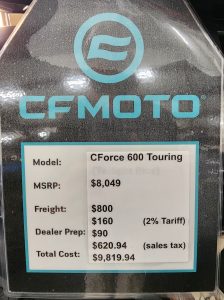 CFMOTO
Model: CForce 600 Touring
MSRP: $8,049
Freight: $800
$160 (2% Tariff)
Dealer Prep: $90
$620.94 (sales tax)
Total Cost: $9,819.94